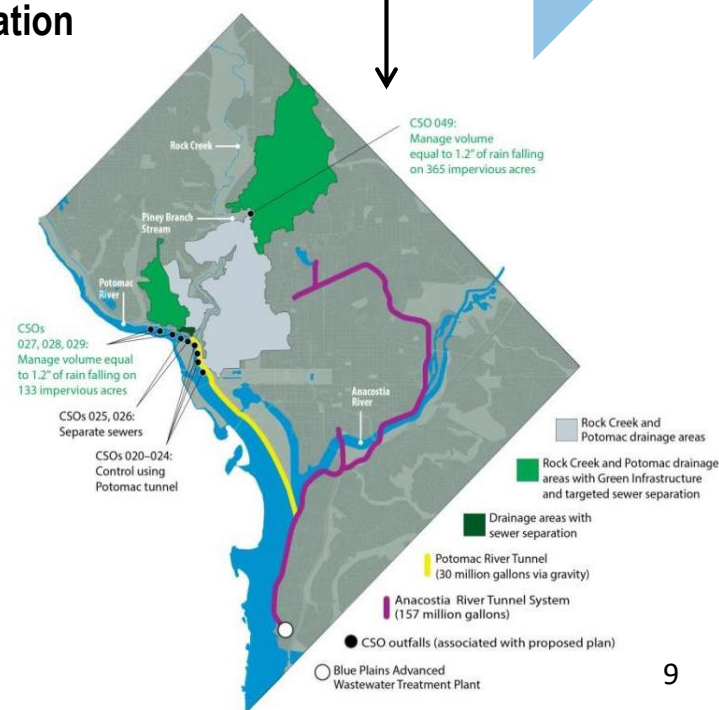 ation
CSO 049:
Manage volume
equal to 1.2" of rain falling
on 365 impervious acres
Rock Creek
Piney Branch
Stream
Potomac
River
CSOs
027, 028, 029:
Manage volume equal
to 1.2" of rain falling on
133 impervious acres
CSOs 025, 026:
Separate sewers
CSOs 020–024:
Control using
Potomac tunnel
Anacostia
River
Rock Creek and
Potomac drainage areas
Rock Creek and Potomac drainage
areas with Green Infrastructure
and targeted sewer separation
Drainage areas with
sewer separation
Potomac River Tunnel
(30 million gallons via gravity)
Anacostia River Tunnel System
(157 million gallons)
CSO outfalls (associated with proposed plan)
Blue Plains Advanced
Wastewater Treatment Plant
9